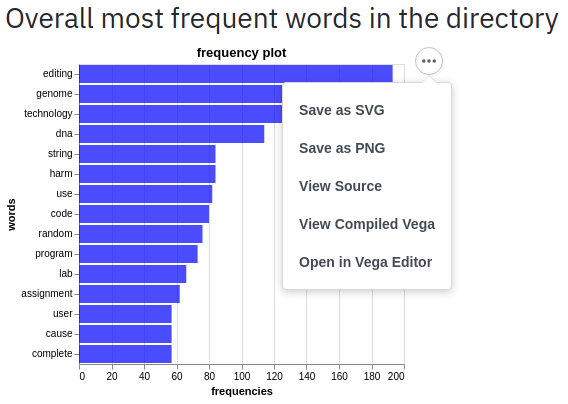 Overall most frequent words in the directory
frequency plot
editing
genome
technology
dna
string
harm
use
code
random
program
lab
assignment
user
cause
complete
words
0 20 40 60 80 100 120 140 160 180 200
frequencies
Save as SVG
Save as PNG
View Source
View Compiled Vega
Open in Vega Editor